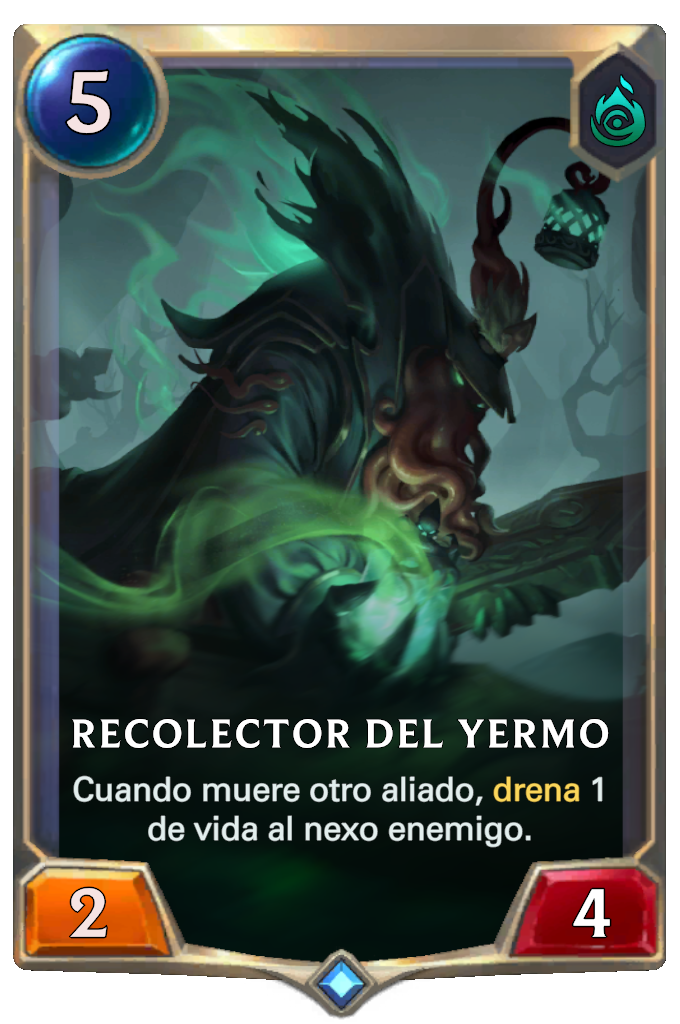 5
RECOLECTOR DEL YERMO
Cuando muere otro aliado, drena 1
de vida al nexo enemigo.
2
4